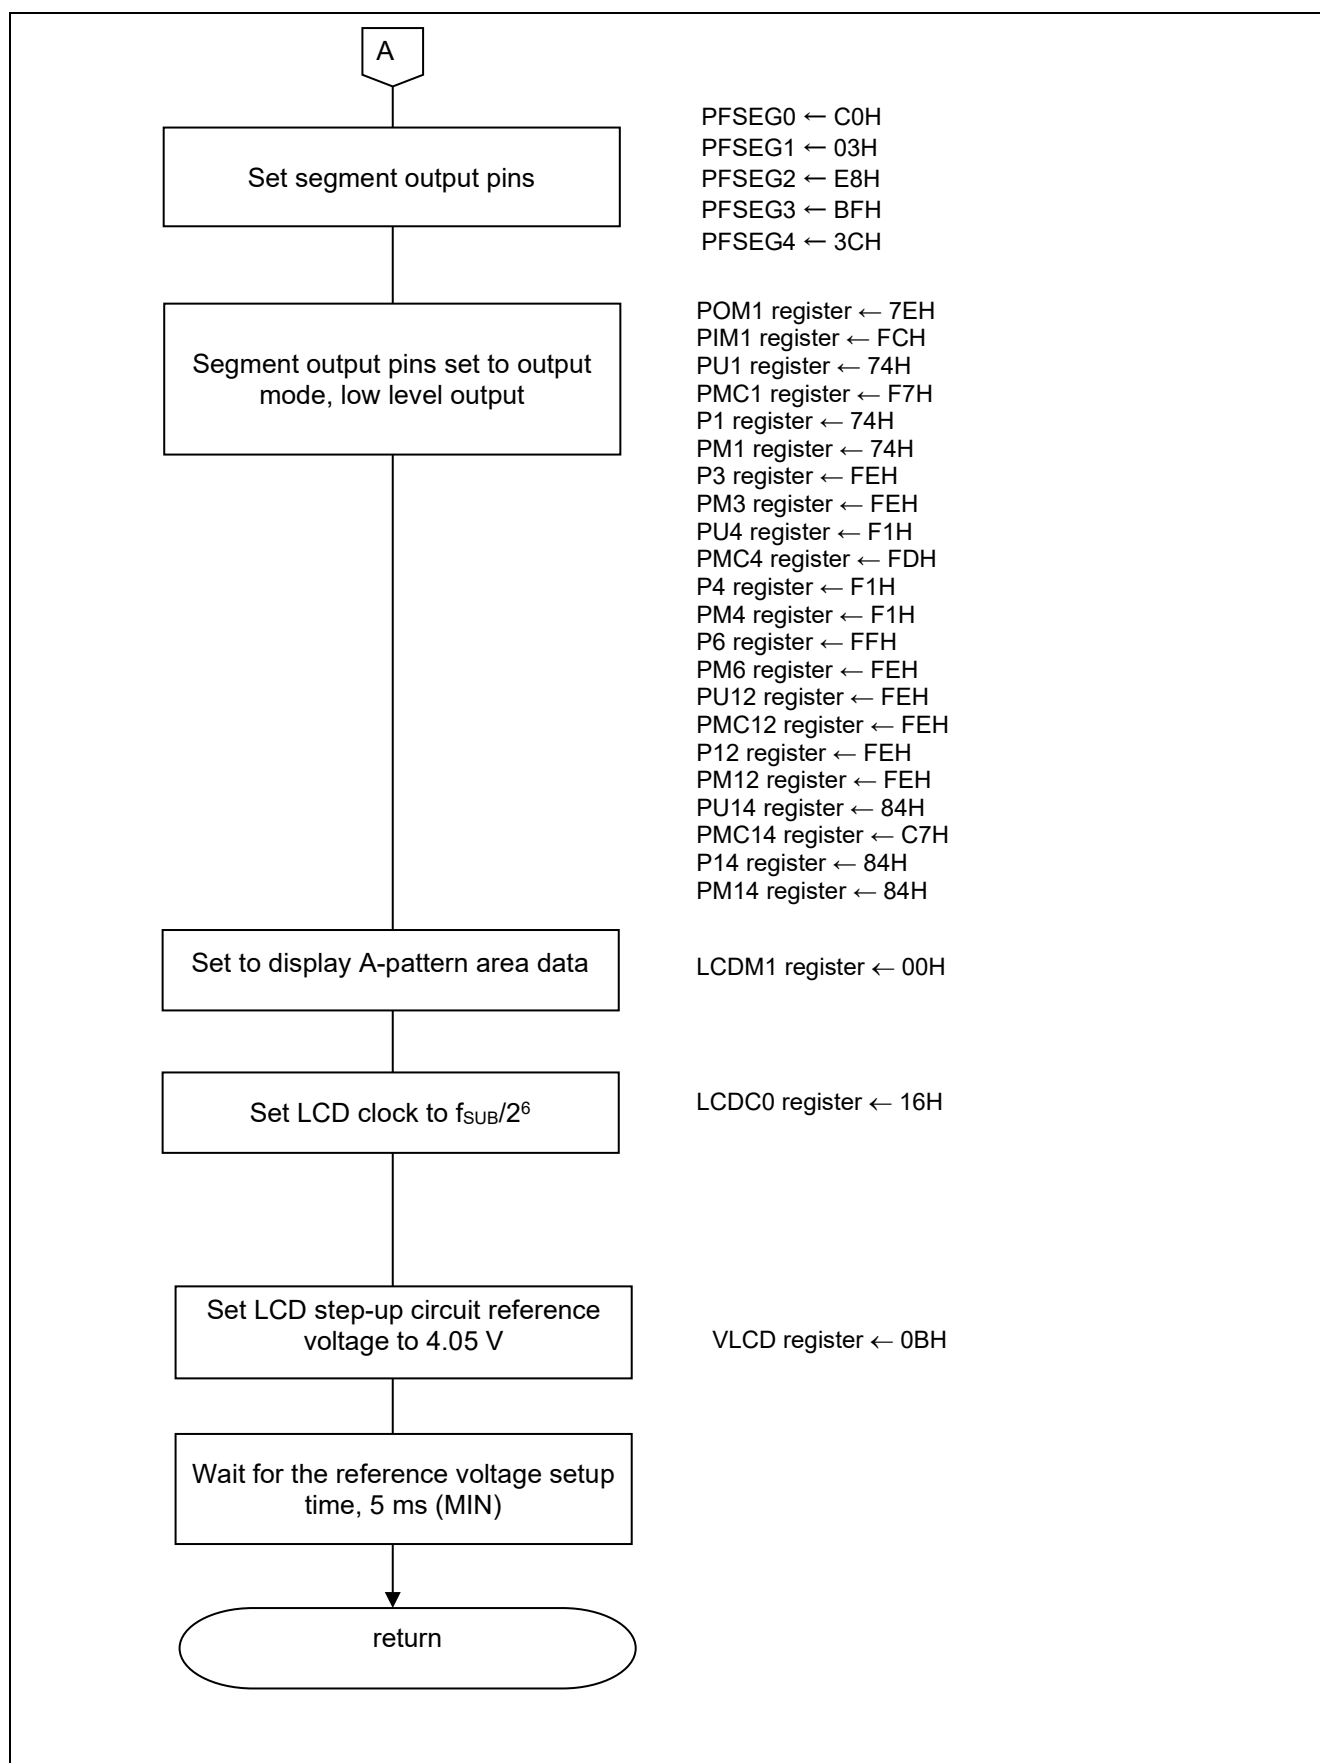 A
Set segment output pins
PFSEG0 ← C0H
PFSEG1 ← 03H
PFSEG2 ← E8H
PFSEG3 ← BFH
PFSEG4 ← 3CH
Segment output pins set to output
mode, low level output
POM1 register ← 7EH
PIM1 register ← FCH
PU1 register ← 74H
PMC1 register ← F7H
P1 register ← 74H
PM1 register ← 74H
P3 register ← FEH
PM3 register ← FEH
PU4 register ← F1H
PMC4 register ← FDH
P4 register ← F1H
PM4 register ← F1H
P6 register ← FFH
PM6 register ← FEH
PU12 register ← FEH
PMC12 register ← FEH
P12 register ← FEH
PM12 register ← FEH
PU14 register ← 84H
PMC14 register ← C7H
P14 register ← 84H
PM14 register ← 84H
Set to display A-pattern area data
LCDM1 register ← 00H
Set LCD clock to fSUB/2⁶
LCDC0 register ← 16H
Set LCD step-up circuit reference
voltage to 4.05 V
VLCD register ← 0BH
Wait for the reference voltage setup
time, 5 ms (MIN)
return